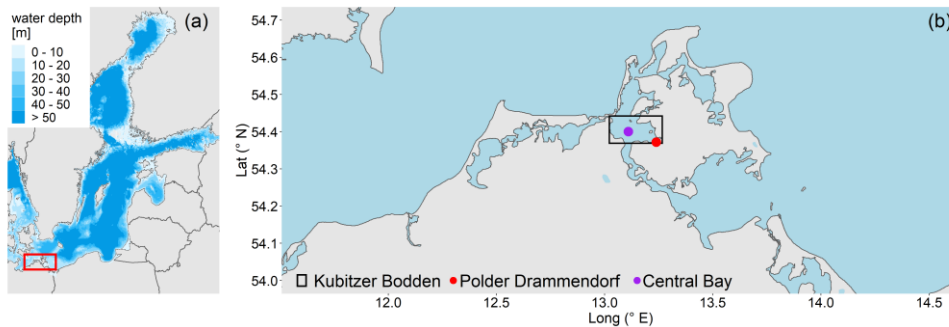 water depth
[m]
0 - 10
10 - 20
20 - 30
30 - 40
40 - 50
> 50
(a)
(b)
Lat (° N)
54.7
54.6
54.5
54.4
54.3
54.2
54.1
54.0
Kubitzer Bodden
Polder Drammendorf
Central Bay
12.0
12.5
13.0
13.5
14.0
14.5
Long (° E)